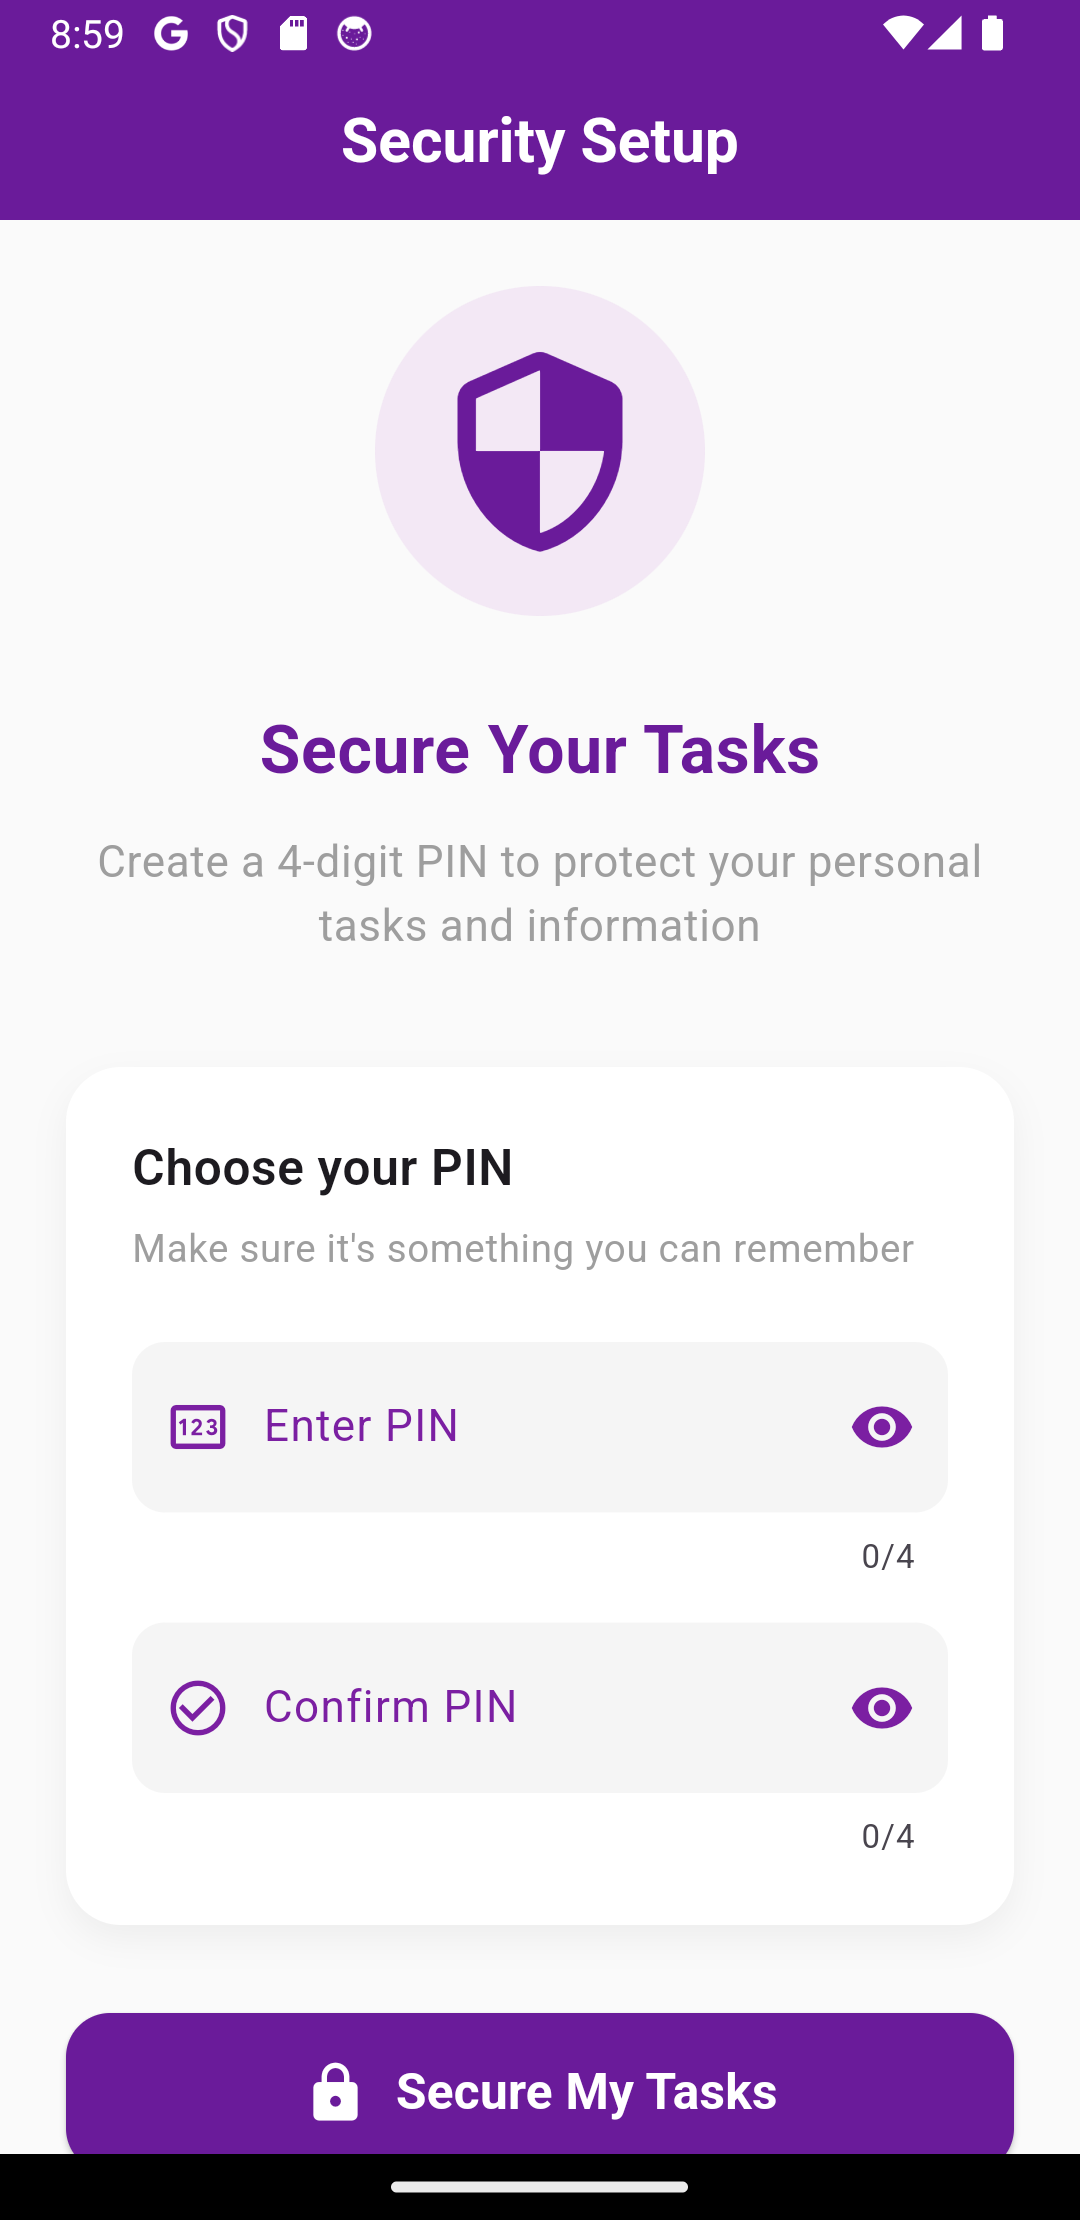 8:59
Security Setup
Secure Your Tasks
Create a 4-digit PIN to protect your personal
tasks and information
Choose your PIN
Make sure it's something you can remember
123 Enter PIN
0/4
Confirm PIN
0/4
Secure My Tasks